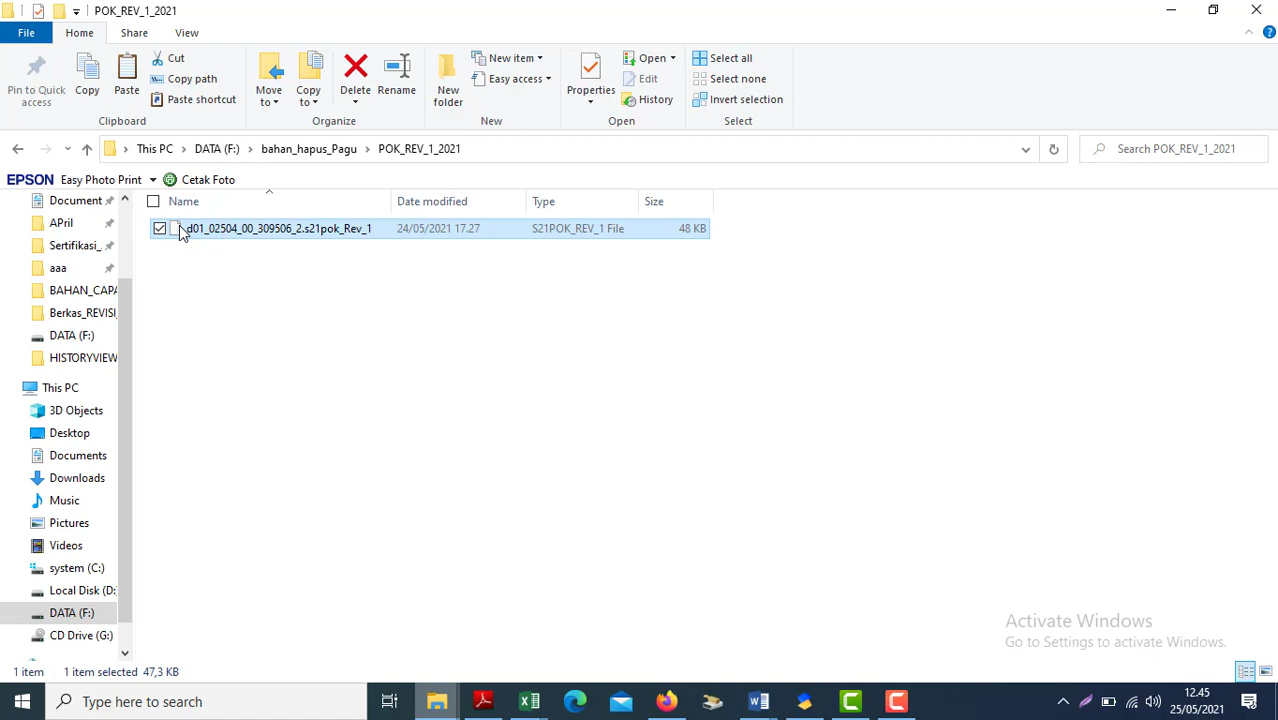 POK_REV_1_2021
File Home Share View
Pin to Quick access
Copy
Paste
Cut
Copy path
Paste shortcut
Clipboard
Move to
Copy to
Delete
Rename
Organize
New folder
New item
Easy access
New
Properties
Open
Edit
History
Open
Select all
Select none
Invert selection
Select
This PC DATA (F:) bahan_hapus_Pagu POK_REV_1_2021
Search POK_REV_1_2021
EPSON Easy Photo Print Cetak Foto
Name Date modified Type Size
d01_02504_00_309506_2.s21pok_Rev_1 24/05/2021 17.27 S21POK_REV_1 File 48 KB
Document
APril
Sertifikasi_
aaa
BAHAN_CAPA
Berkas_REVISI
DATA (F:)
HISTORYVIEW
This PC
3D Objects
Desktop
Documents
Downloads
Music
Pictures
Videos
system (C:)
Local Disk (D:
DATA (F:)
CD Drive (G:)
Activate Windows
Go to Settings to activate Windows.
1 item 1 item selected 47,3 KB
Type here to search
12.45
25/05/2021